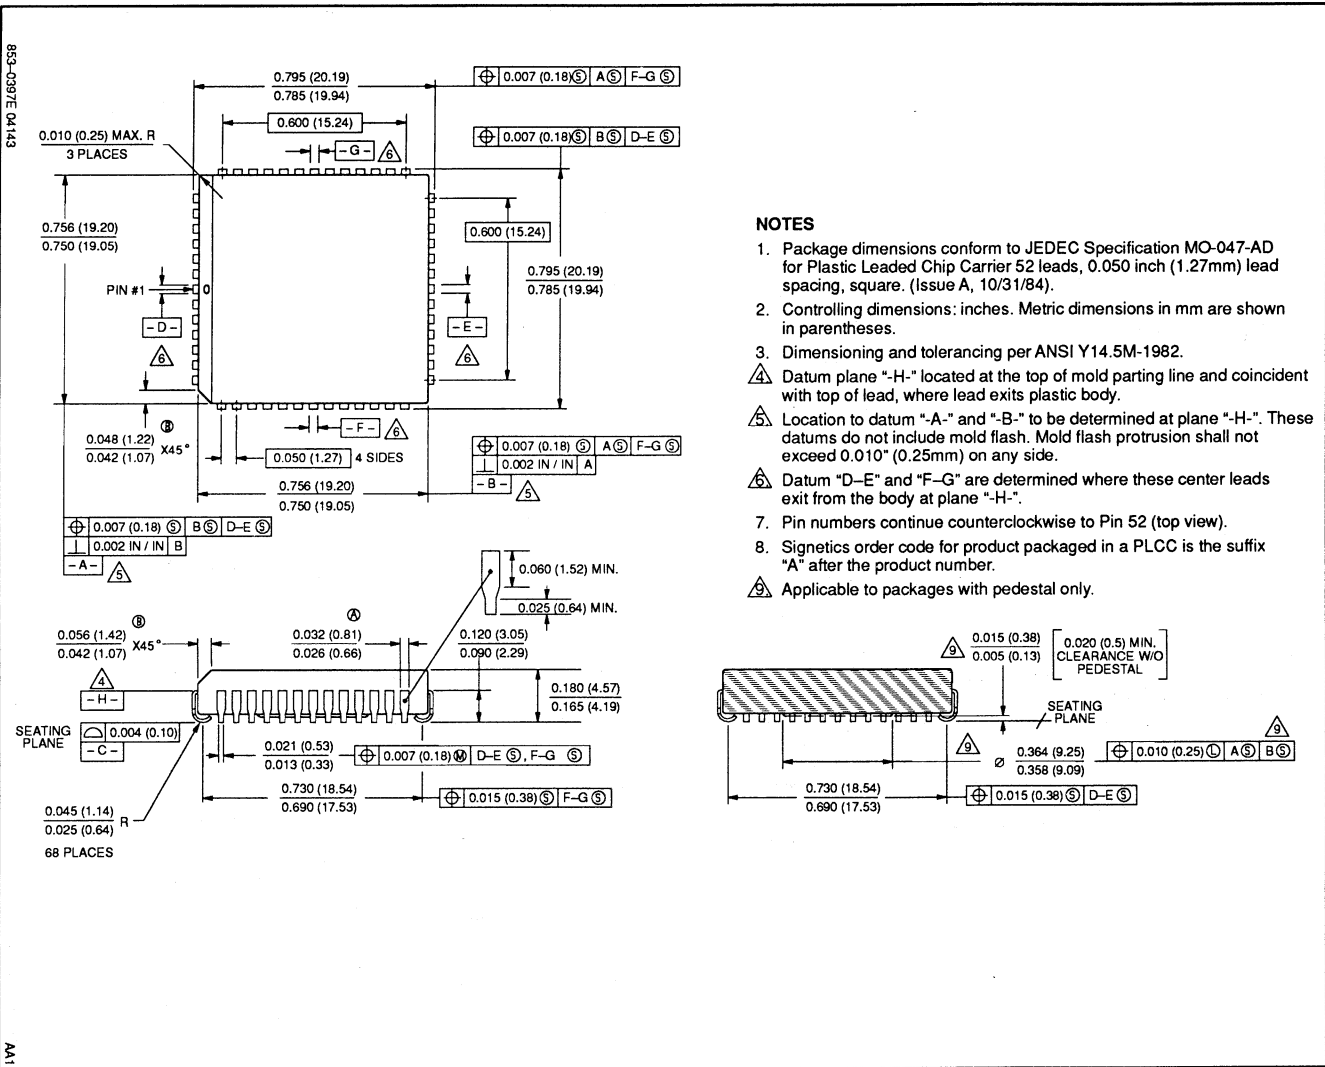 853-0397E 04143
0.795 (20.19)
0.785 (19.94)
0.007 (0.18)Ⓢ AⓈ F–G Ⓢ
0.600 (15.24)
0.007 (0.18)Ⓢ BⓈ D–E Ⓢ
0.010 (0.25) MAX. R
3 PLACES
- G - 6
0.756 (19.20)
0.750 (19.05)
0.600 (15.24)
0.795 (20.19)
0.785 (19.94)
PIN #1
- D - 6
- E - 6
0.048 (1.22)
0.042 (1.07) X45° Ⓑ
- F - 6
0.050 (1.27) 4 SIDES
0.007 (0.18) Ⓢ AⓈ F–G Ⓢ
0.002 IN / IN A
- B - 5
0.756 (19.20)
0.750 (19.05)
0.007 (0.18) Ⓢ BⓈ D–E Ⓢ
0.002 IN / IN B
- A - 5
NOTES
1. Package dimensions conform to JEDEC Specification MO-047-AD
for Plastic Leaded Chip Carrier 52 leads, 0.050 inch (1.27mm) lead
spacing, square. (Issue A, 10/31/84).
2. Controlling dimensions: inches. Metric dimensions in mm are shown
in parentheses.
3. Dimensioning and tolerancing per ANSI Y14.5M-1982.
4 Datum plane "-H-" located at the top of mold parting line and coincident
with top of lead, where lead exits plastic body.
5 Location to datum "-A-" and "-B-" to be determined at plane "-H-". These
datums do not include mold flash. Mold flash protrusion shall not
exceed 0.010" (0.25mm) on any side.
6 Datum "D–E" and "F–G" are determined where these center leads
exit from the body at plane "-H-".
7. Pin numbers continue counterclockwise to Pin 52 (top view).
8. Signetics order code for product packaged in a PLCC is the suffix
"A" after the product number.
9 Applicable to packages with pedestal only.
0.060 (1.52) MIN.
0.025 (0.64) MIN.
Ⓑ
0.056 (1.42)
0.042 (1.07) X45°
Ⓐ
0.032 (0.81)
0.026 (0.66)
0.120 (3.05)
0.090 (2.29)
4
- H -
0.180 (4.57)
0.165 (4.19)
SEATING
PLANE
0.004 (0.10)
- C -
0.021 (0.53)
0.013 (0.33)
0.007 (0.18) Ⓜ D–E Ⓢ, F–G Ⓢ
0.730 (18.54)
0.690 (17.53)
0.015 (0.38)Ⓢ F–GⓈ
0.045 (1.14)
0.025 (0.64) R
68 PLACES
9
0.015 (0.38)
0.005 (0.13)
0.020 (0.5) MIN.
CLEARANCE W/O
PEDESTAL
SEATING
PLANE
9
9
Ø 0.364 (9.25)
0.358 (9.09)
0.010 (0.25)Ⓛ AⓈ BⓈ
0.730 (18.54)
0.690 (17.53)
0.015 (0.38)Ⓢ D–EⓈ
AA1